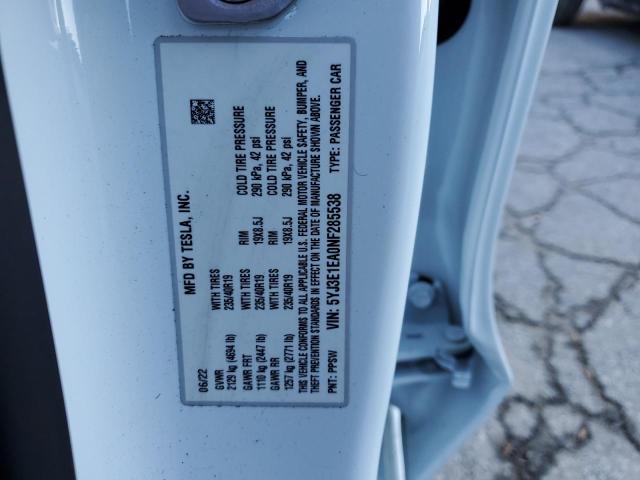 MFD BY TESLA, INC.
06/22
GVWR WITH TIRES RIM COLD TIRE PRESSURE
2129 kg (4694 lb) 235/40R19 19X8.5J 290 kPa, 42 psi
GAWR FRT WITH TIRES RIM COLD TIRE PRESSURE
1110 kg (2447 lb) 235/40R19 19X8.5J 290 kPa, 42 psi
GAWR RR WITH TIRES
1257 kg (2771 lb) 235/40R19
THIS VEHICLE CONFORMS TO ALL APPLICABLE U.S. FEDERAL MOTOR VEHICLE SAFETY, BUMPER, AND
THEFT PREVENTION STANDARDS IN EFFECT ON THE DATE OF MANUFACTURE SHOWN ABOVE.
VIN: 5YJ3E1EA0NF285538
PNT: PPSW TYPE: PASSENGER CAR